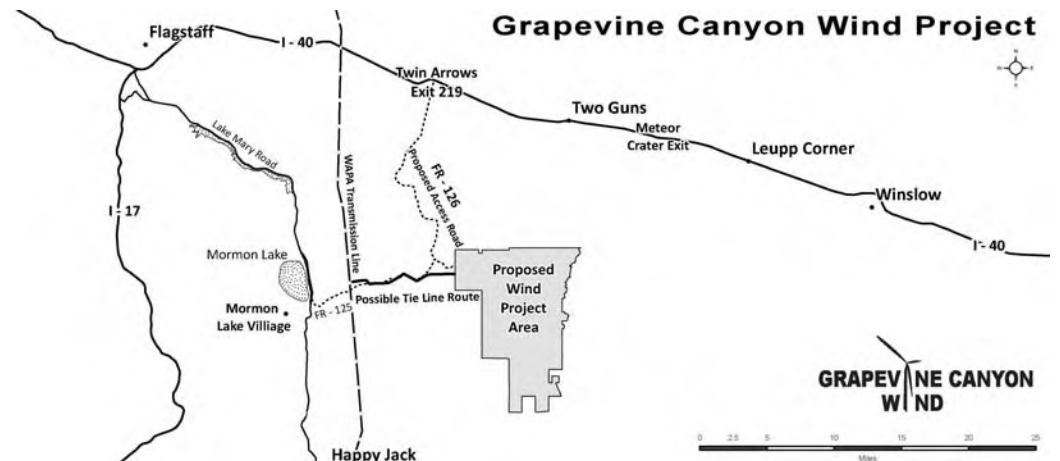 Grapevine Canyon Wind Project
Flagstaff
I - 40
N
Twin Arrows
Exit 219
Two Guns
Meteor
Crater Exit
Leupp Corner
Winslow
I - 40
Lake Mary Road
WAPA Transmission Line
FR - 126
Proposed Access Road
I - 17
Mormon Lake
Mormon
Lake Villiage
FR - 125
Possible Tie Line Route
Proposed
Wind
Project
Area
Happy Jack
GRAPEVINE CANYON
WIND
0 2.5 5 10 15 20 25
Miles